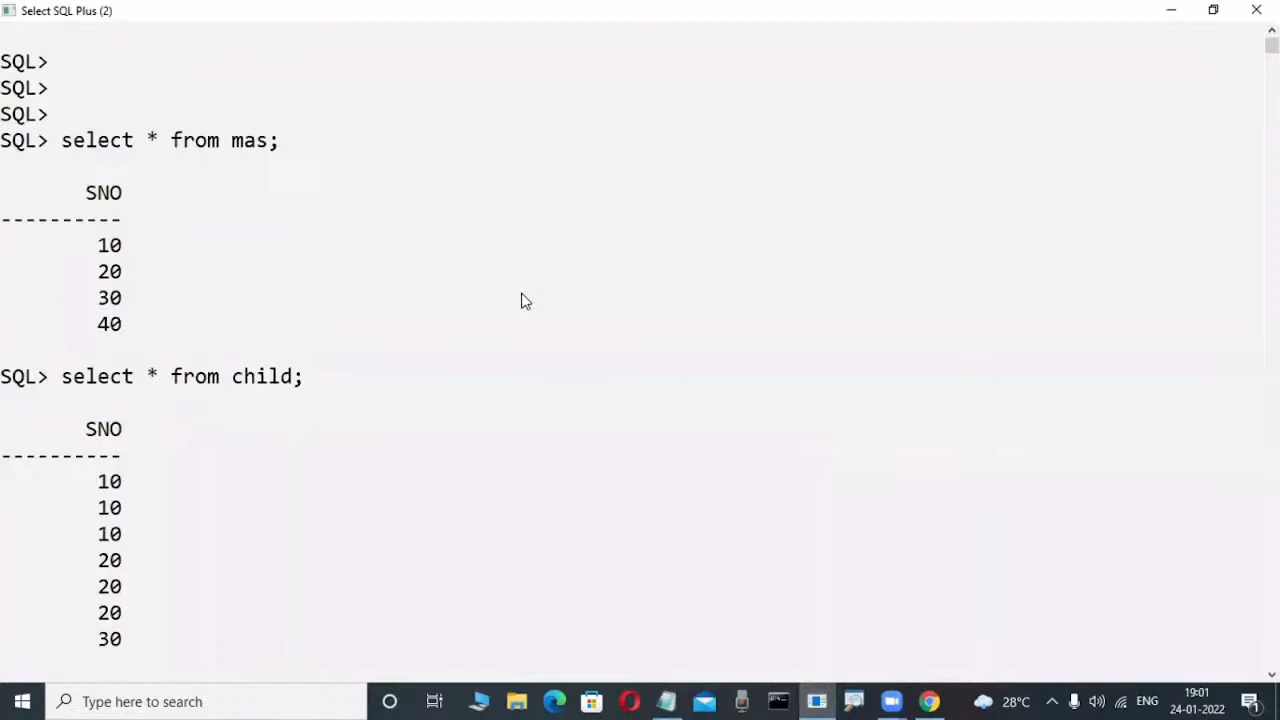 Select SQL Plus (2)
SQL>
SQL>
SQL>
SQL> select * from mas;
SNO
----------
10
20
30
40
SQL> select * from child;
SNO
----------
10
10
10
20
20
20
30
Type here to search
28°C
ENG
19:01
24-01-2022
1